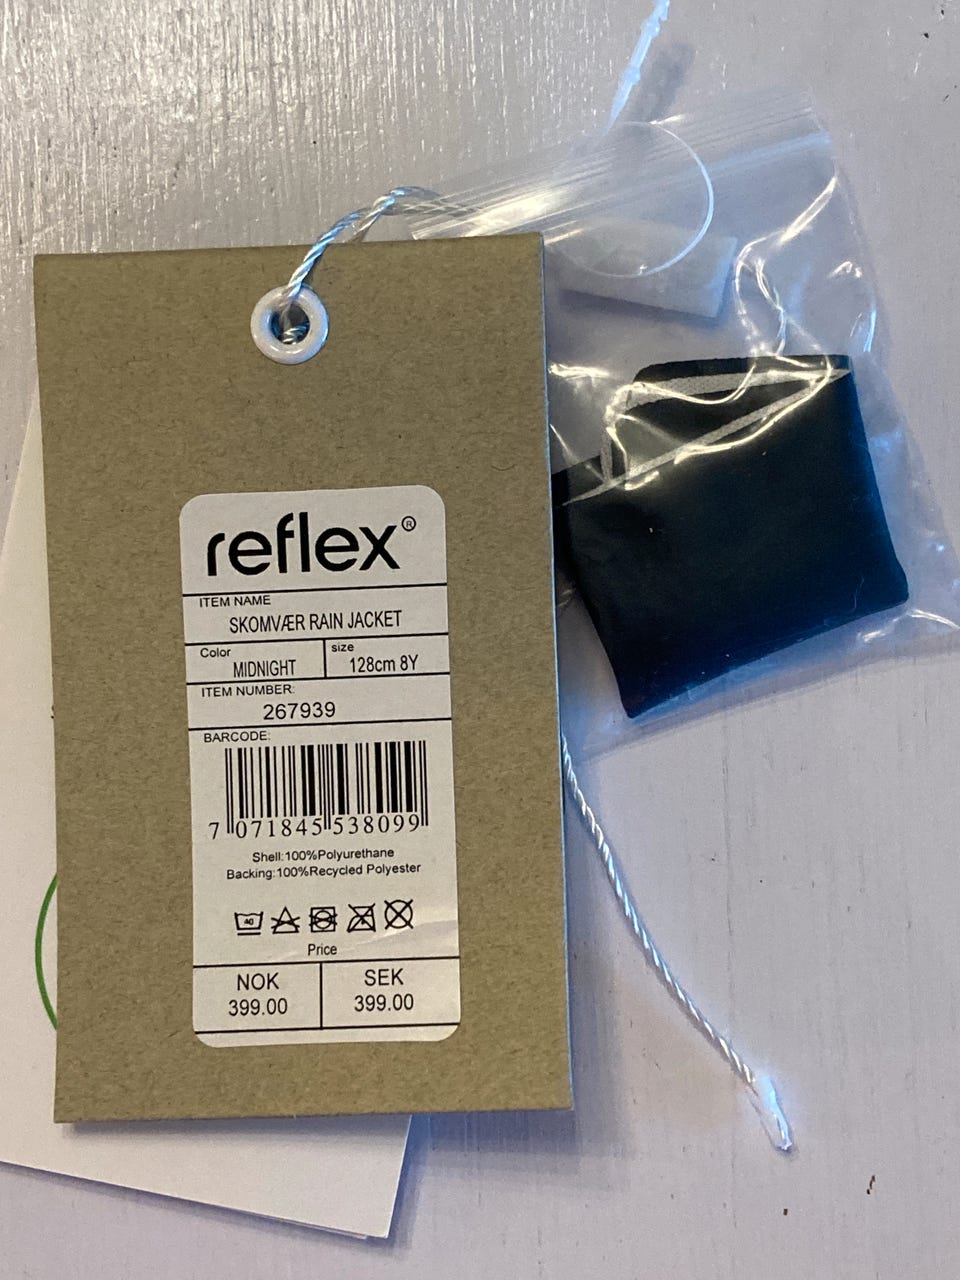 reflex®
ITEM NAME
SKOMVÆR RAIN JACKET
Color
MIDNIGHT
size
128cm 8Y
ITEM NUMBER:
267939
BARCODE:
7 071845 538099
Shell:100%Polyurethane
Backing:100%Recycled Polyester
40
Price
NOK
399.00
SEK
399.00